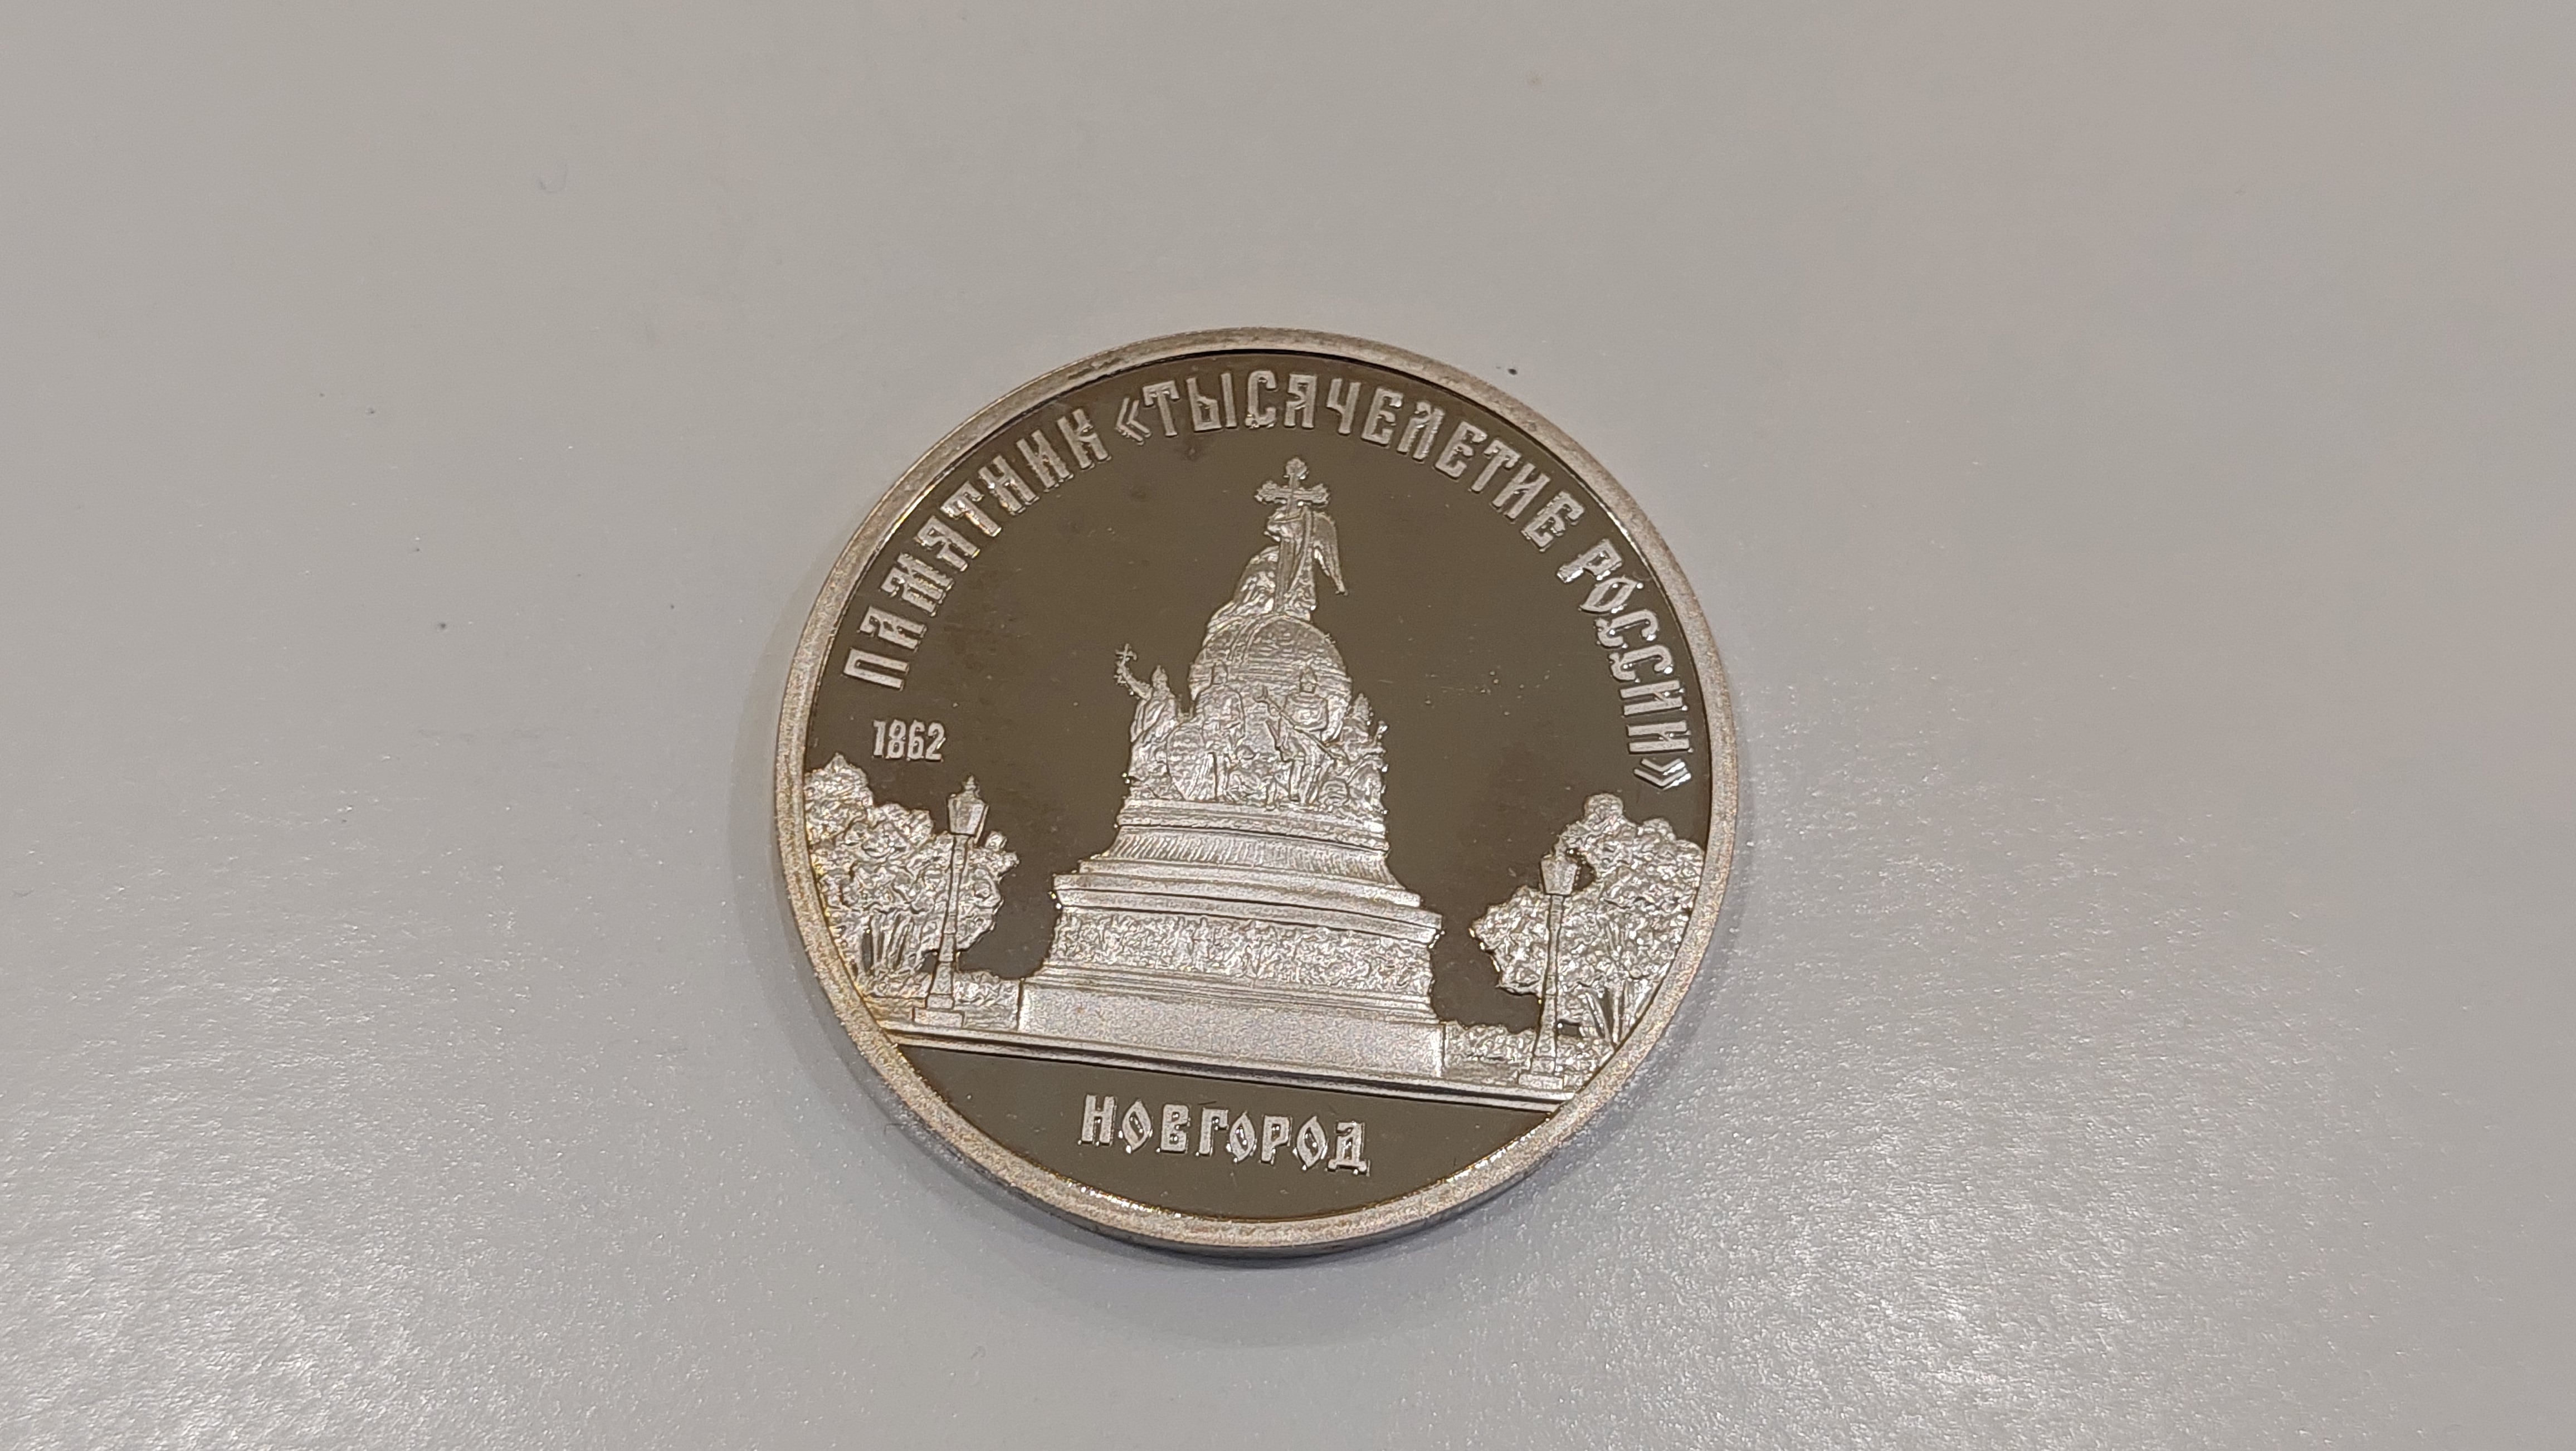 ПАМЯТНИК «ТЫСЯЧЕЛЕТИЕ РОССИИ»
1862
НОВГОРОД